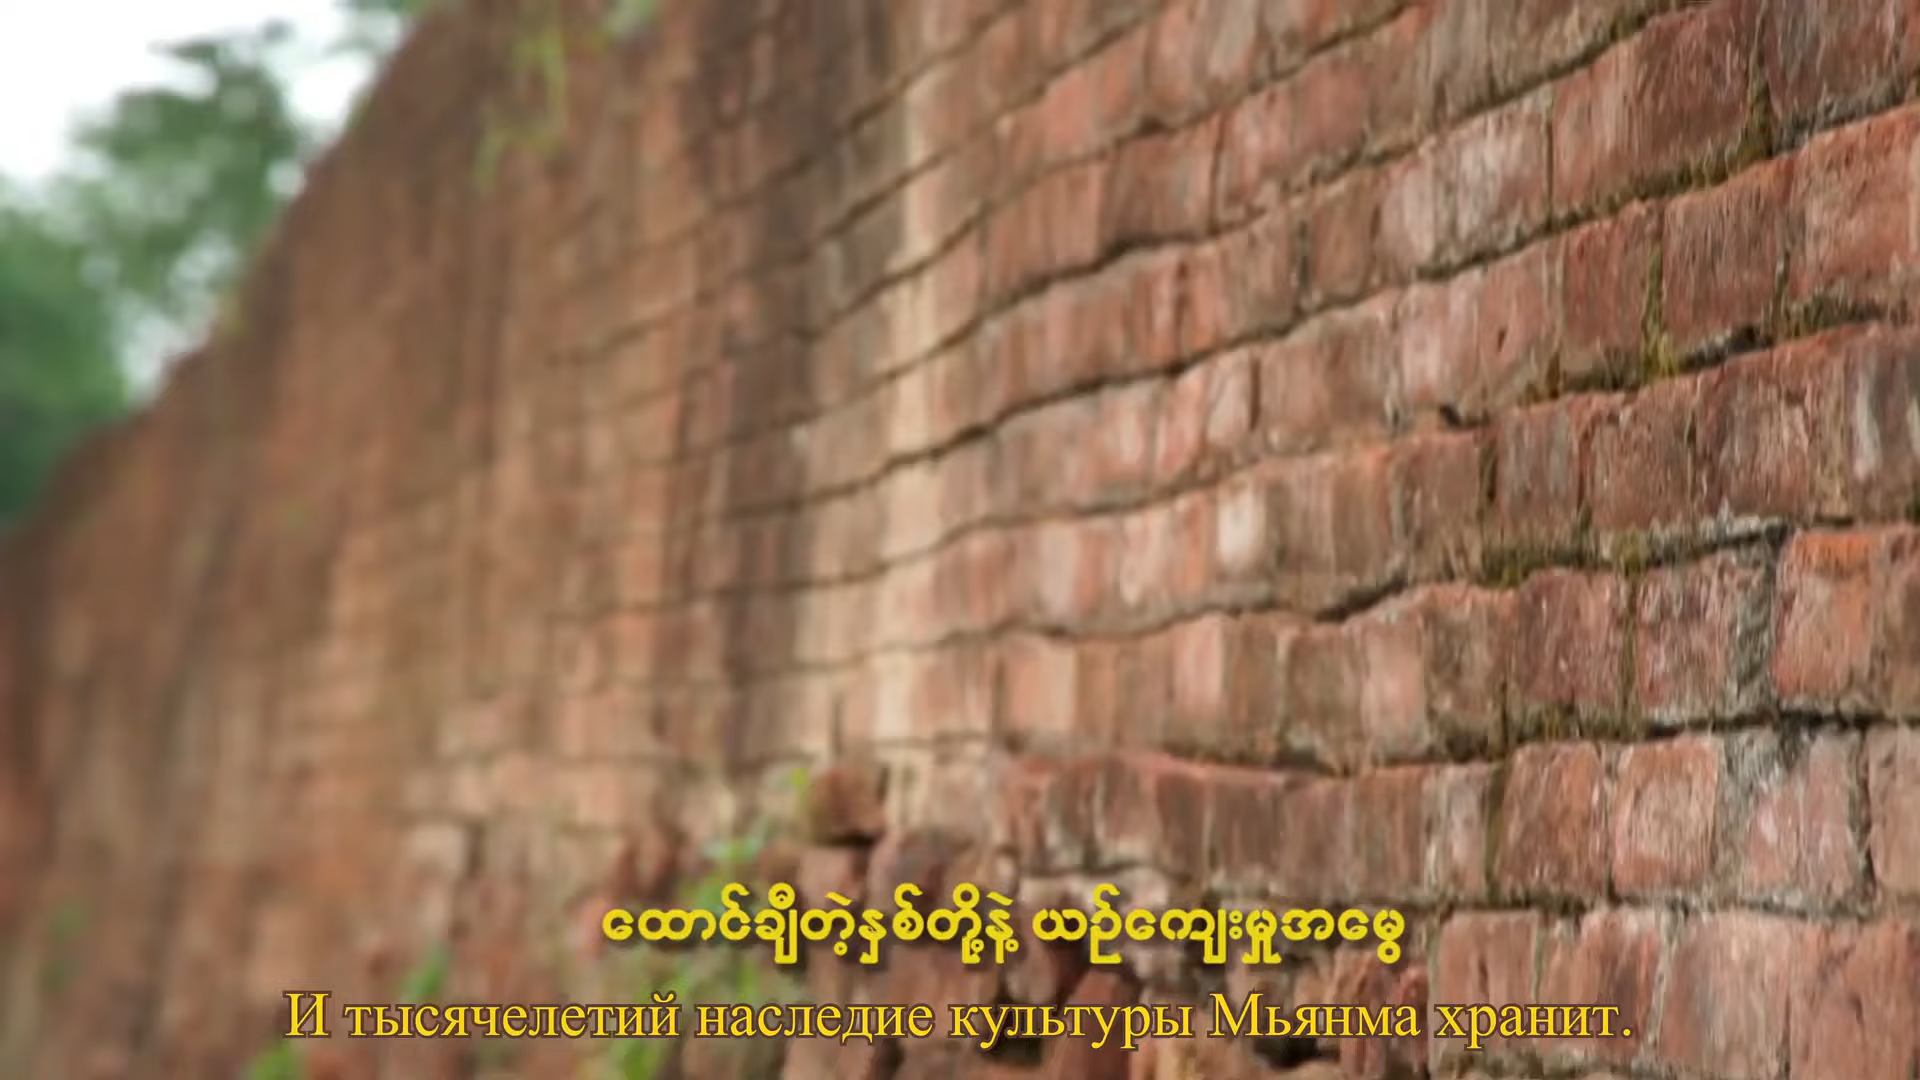 ထောင်ချီတဲ့နှစ်တို့နဲ့ ယဉ်ကျေးမှုအမွေ
И тысячелетий наследие культуры Мьянма хранит.